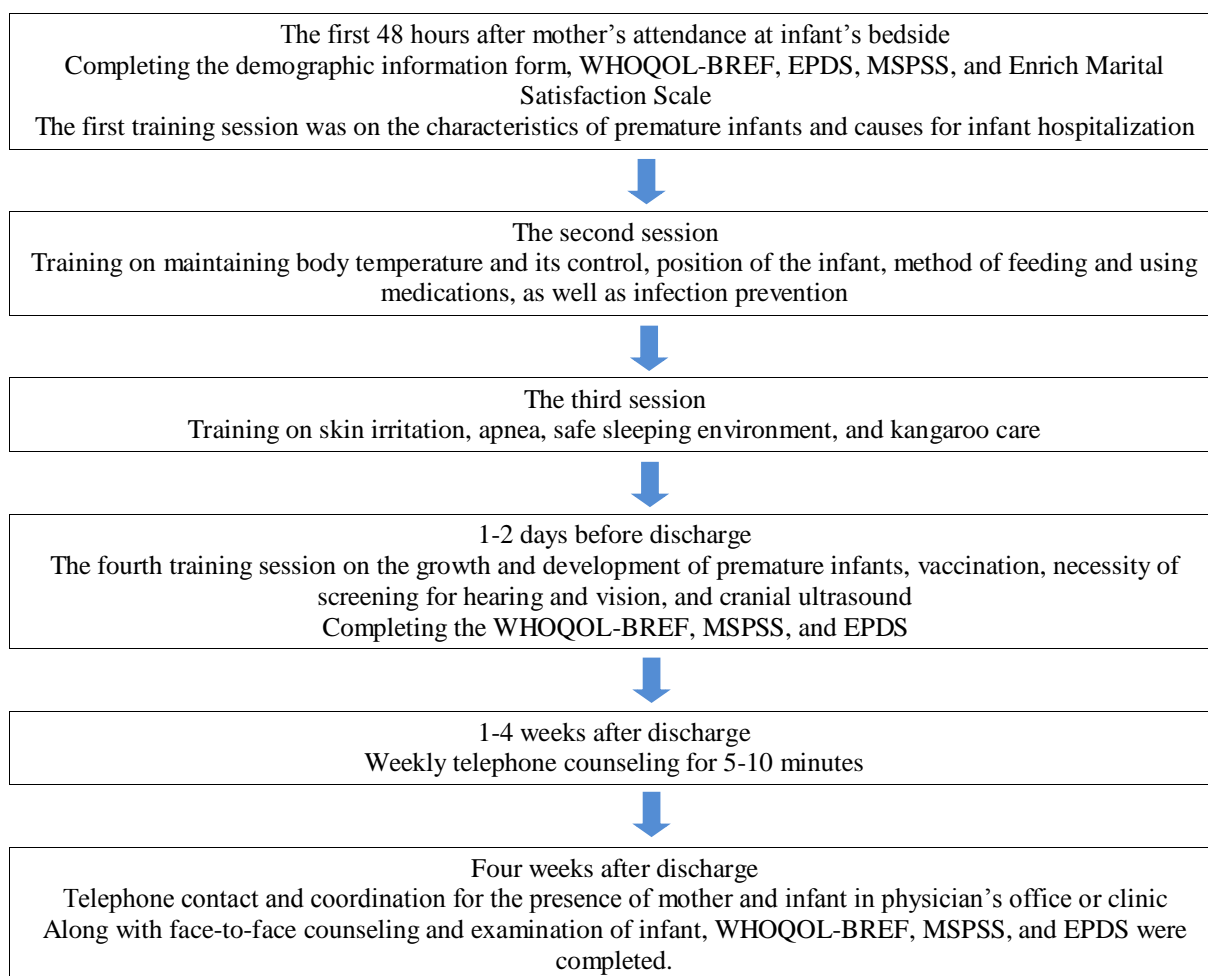 The first 48 hours after mother’s attendance at infant’s bedside
Completing the demographic information form, WHOQOL-BREF, EPDS, MSPSS, and Enrich Marital
Satisfaction Scale
The first training session was on the characteristics of premature infants and causes for infant hospitalization
The second session
Training on maintaining body temperature and its control, position of the infant, method of feeding and using
medications, as well as infection prevention
The third session
Training on skin irritation, apnea, safe sleeping environment, and kangaroo care
1-2 days before discharge
The fourth training session on the growth and development of premature infants, vaccination, necessity of
screening for hearing and vision, and cranial ultrasound
Completing the WHOQOL-BREF, MSPSS, and EPDS
1-4 weeks after discharge
Weekly telephone counseling for 5-10 minutes
Four weeks after discharge
Telephone contact and coordination for the presence of mother and infant in physician’s office or clinic
Along with face-to-face counseling and examination of infant, WHOQOL-BREF, MSPSS, and EPDS were
completed.